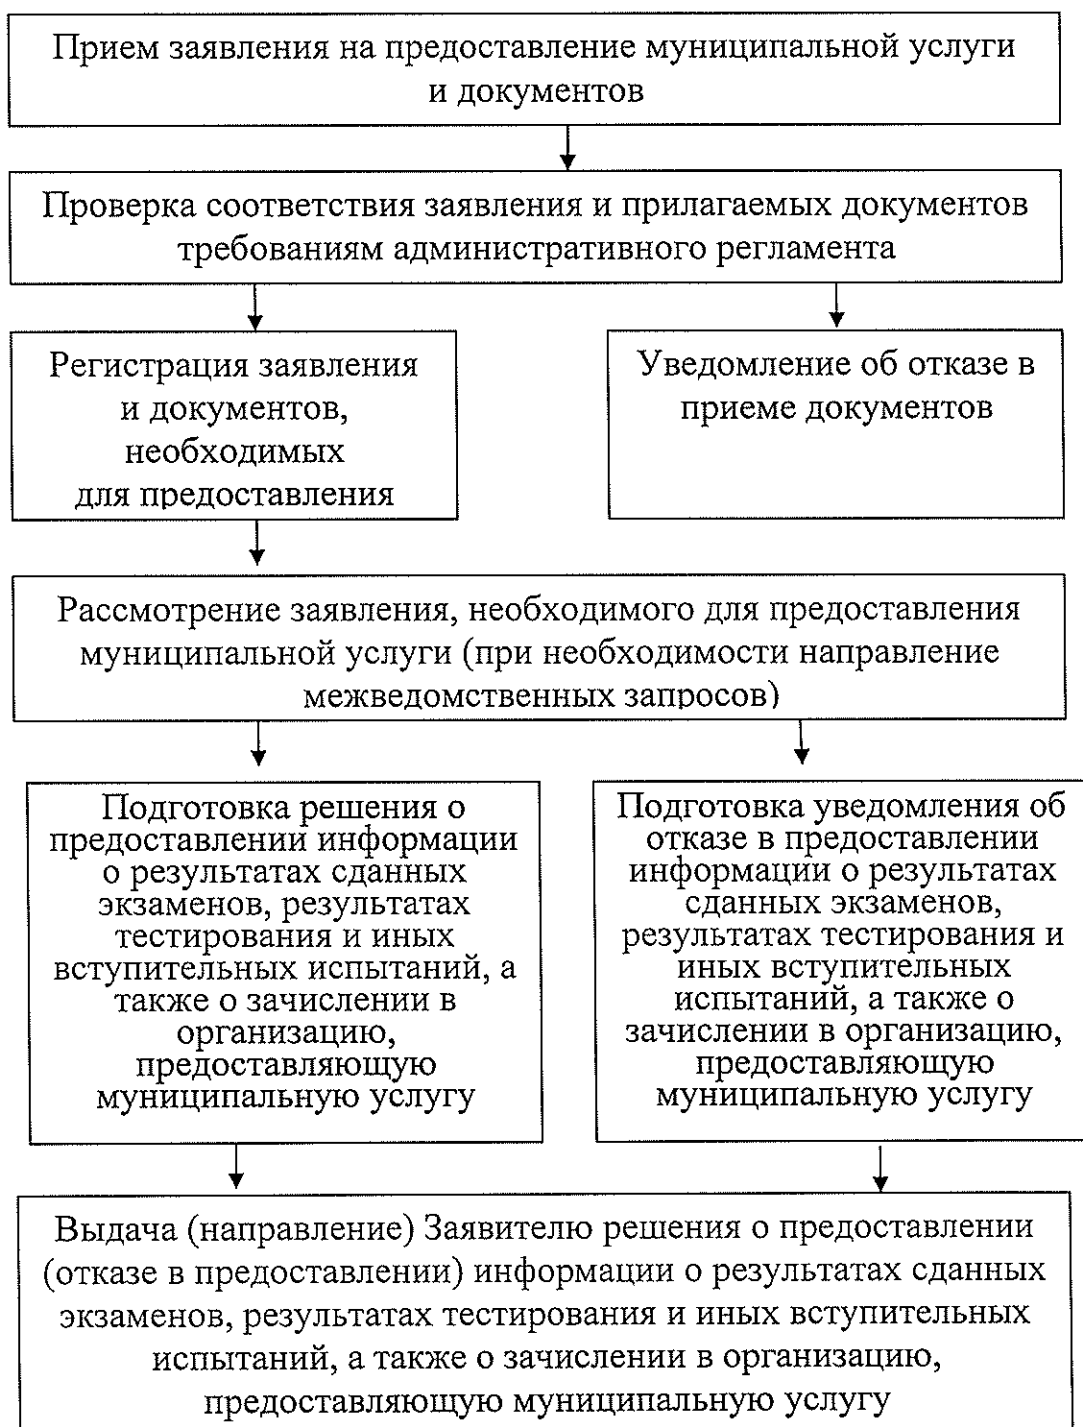 Прием заявления на предоставление муниципальной услуги
и документов
Проверка соответствия заявления и прилагаемых документов
требованиям административного регламента
Регистрация заявления
и документов,
необходимых
для предоставления
Уведомление об отказе в
приеме документов
Рассмотрение заявления, необходимого для предоставления
муниципальной услуги (при необходимости направление
межведомственных запросов)
Подготовка решения о
предоставлении информации
о результатах сданных
экзаменов, результатах
тестирования и иных
вступительных испытаний, а
также о зачислении в
организацию,
предоставляющую
муниципальную услугу
Подготовка уведомления об
отказе в предоставлении
информации о результатах
сданных экзаменов,
результатах тестирования и
иных вступительных
испытаний, а также о
зачислении в организацию,
предоставляющую
муниципальную услугу
Выдача (направление) Заявителю решения о предоставлении
(отказе в предоставлении) информации о результатах сданных
экзаменов, результатах тестирования и иных вступительных
испытаний, а также о зачислении в организацию,
предоставляющую муниципальную услугу